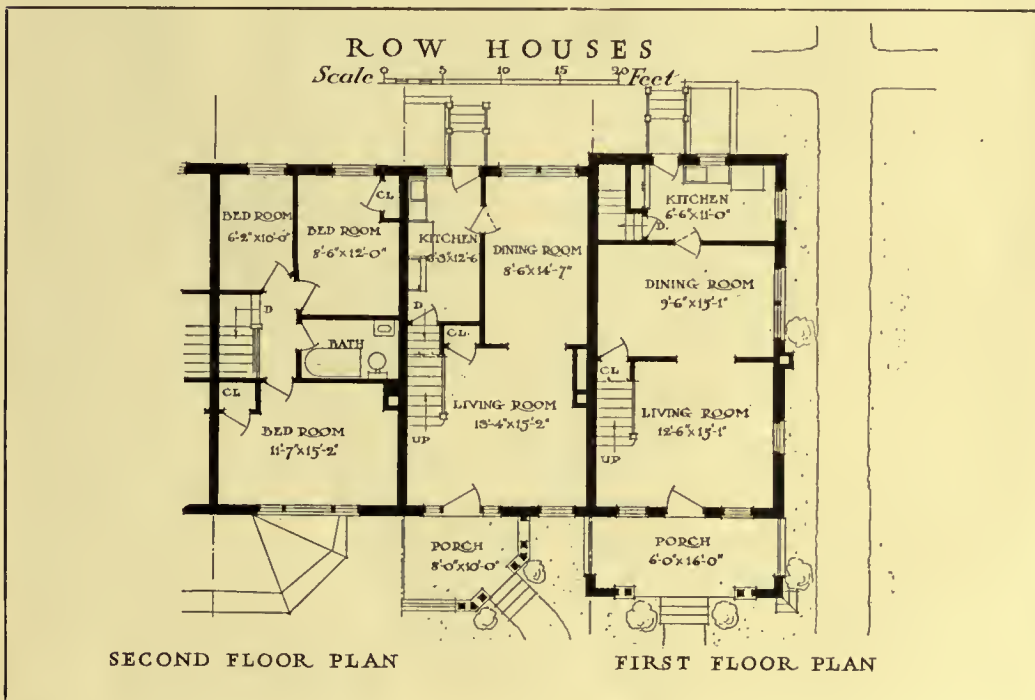 ROW HOUSES
Scale 0 5 10 15 20 Feet
BED ROOM
6'-2"x10'-0"
CL
BED ROOM
8'-6"x12'-0"
D
BATH
CL
BED ROOM
11'-7"x15'-2"
KITCHEN
DINING ROOM
8'-6"x14'-7"
D
CL.
LIVING ROOM
13'-4"x15'-2"
UP
PORCH
8'-0"x10'-0"
KITCHEN
6'-6"x11'-0"
D.
DINING ROOM
9'-6"x15'-1"
CL
LIVING ROOM
12'-6"x15'-1"
UP
PORCH
6'-0"x16'-0"
SECOND FLOOR PLAN
FIRST FLOOR PLAN